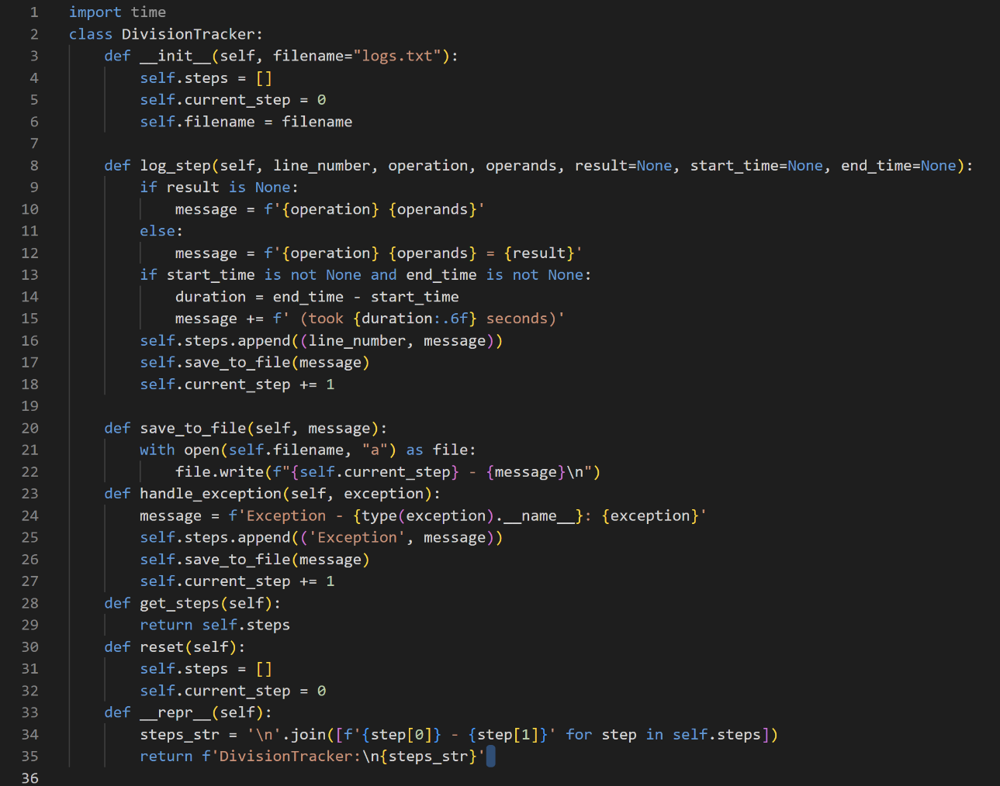 1 import time
2 class DivisionTracker:
3     def __init__(self, filename="logs.txt"):
4         self.steps = []
5         self.current_step = 0
6         self.filename = filename
7
8     def log_step(self, line_number, operation, operands, result=None, start_time=None, end_time=None):
9         if result is None:
10             message = f'{operation} {operands}'
11         else:
12             message = f'{operation} {operands} = {result}'
13         if start_time is not None and end_time is not None:
14             duration = end_time - start_time
15             message += f' (took {duration:.6f} seconds)'
16         self.steps.append((line_number, message))
17         self.save_to_file(message)
18         self.current_step += 1
19
20     def save_to_file(self, message):
21         with open(self.filename, "a") as file:
22             file.write(f"{self.current_step} - {message}\n")
23     def handle_exception(self, exception):
24         message = f'Exception - {type(exception).__name__}: {exception}'
25         self.steps.append(('Exception', message))
26         self.save_to_file(message)
27         self.current_step += 1
28     def get_steps(self):
29         return self.steps
30     def reset(self):
31         self.steps = []
32         self.current_step = 0
33     def __repr__(self):
34         steps_str = '\n'.join([f'{step[0]} - {step[1]}' for step in self.steps])
35         return f'DivisionTracker:\n{steps_str}'
36